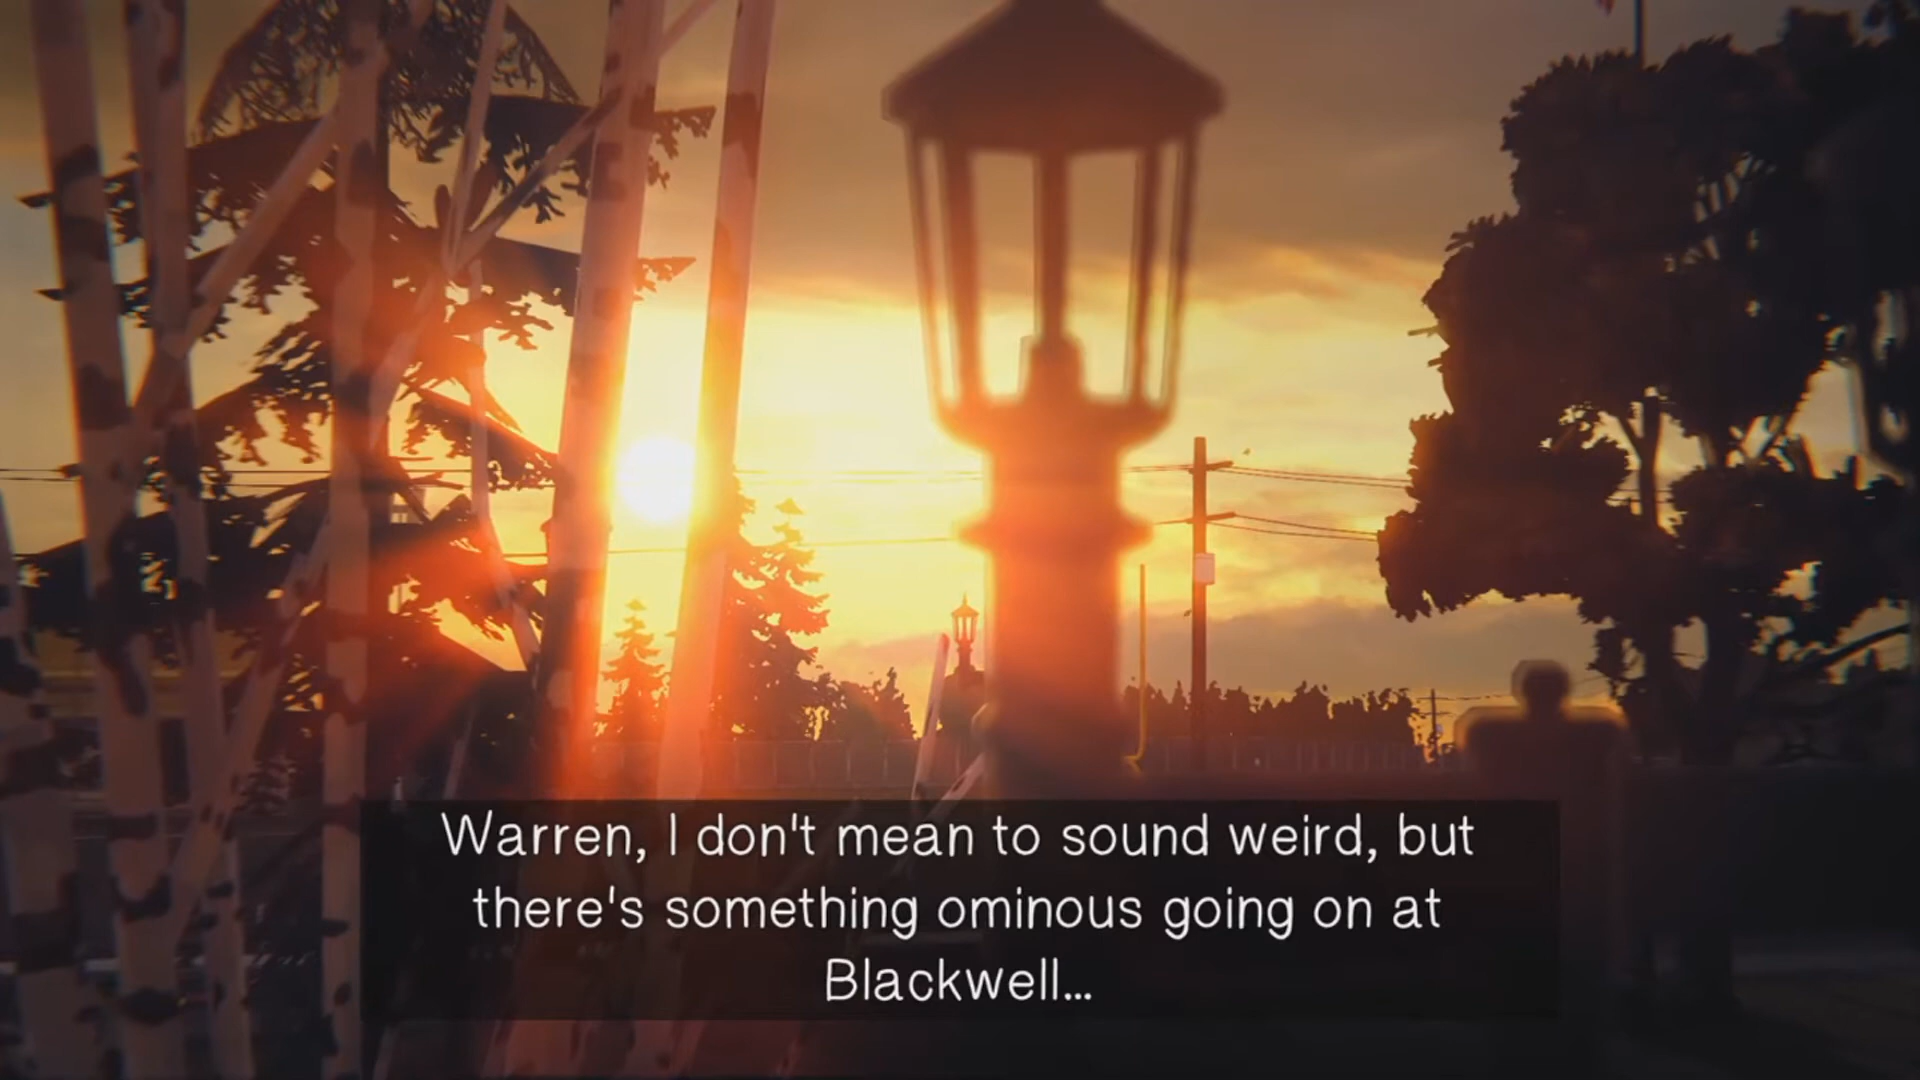 Warren, I don't mean to sound weird, but
there's something ominous going on at
Blackwell...